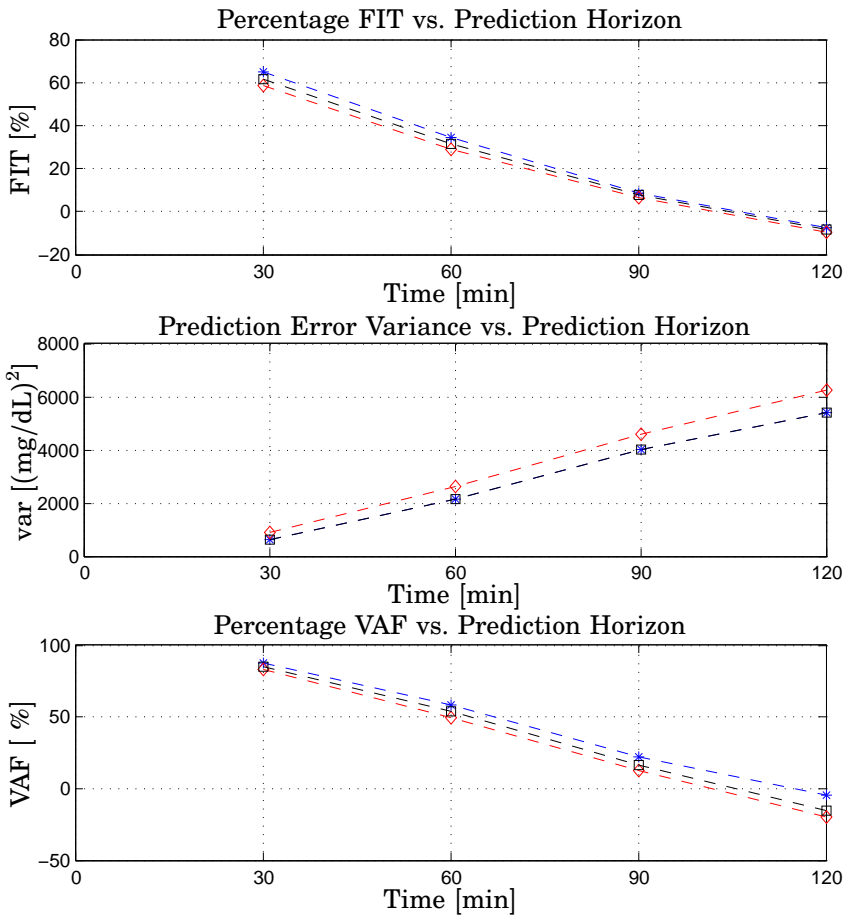 Percentage FIT vs. Prediction Horizon
80
60
40
20
0
−20
FIT [%]
0 30 60 90 120
Time [min]
Prediction Error Variance vs. Prediction Horizon
8000
6000
4000
2000
0
var [(mg/dL)²]
0 30 60 90 120
Time [min]
Percentage VAF vs. Prediction Horizon
100
50
0
−50
VAF [ %]
0 30 60 90 120
Time [min]